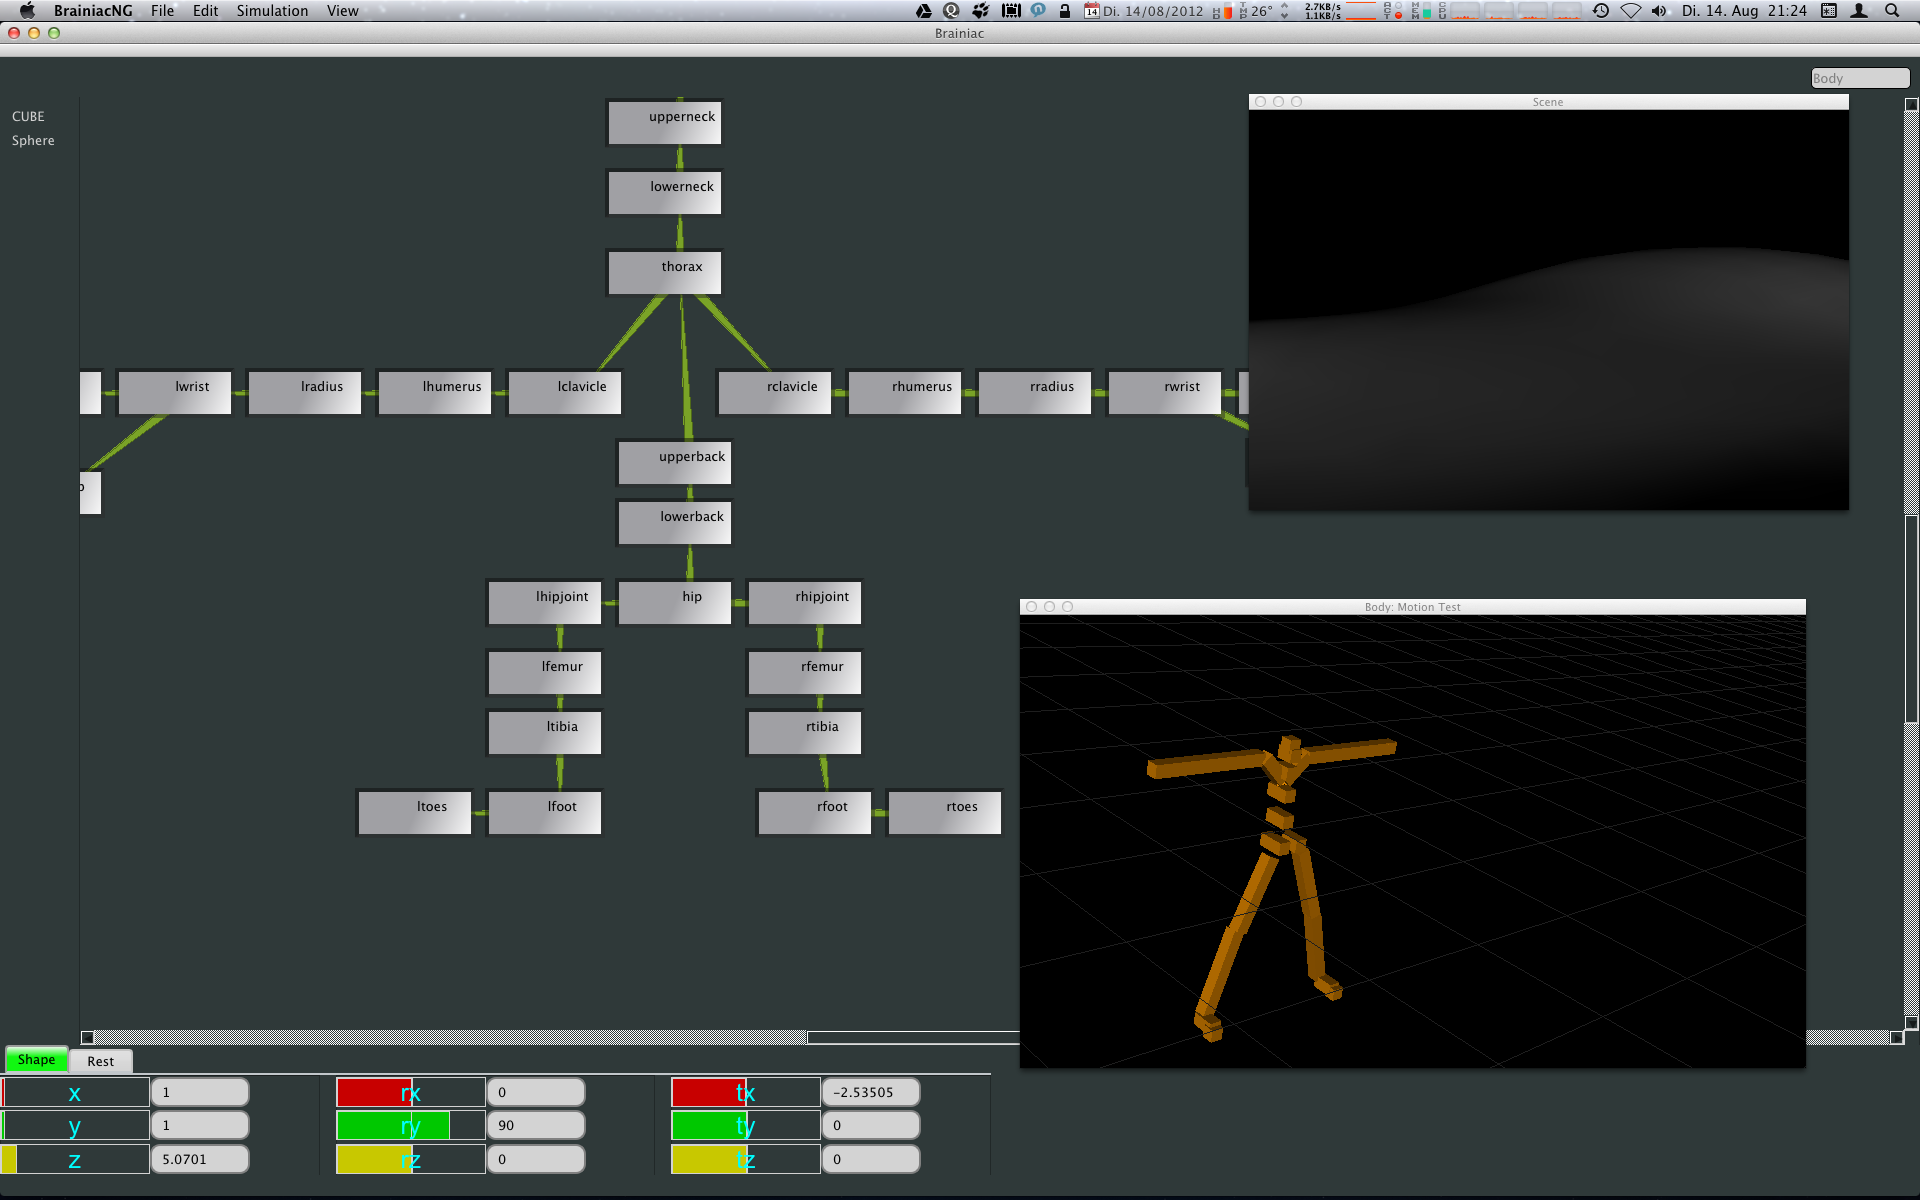 BrainiacNG File Edit Simulation View
Di. 14/08/2012 26° 2.7KB/s 1.1KB/s Di. 14. Aug 21:24
Brainiac
Body
CUBE
Sphere
upperneck
lowerneck
thorax
lwrist lradius lhumerus lclavicle rclavicle rhumerus rradius rwrist
upperback
lowerback
lhipjoint hip rhipjoint
lfemur rfemur
ltibia rtibia
ltoes lfoot rfoot rtoes
Scene
Body: Motion Test
Shape Rest
x 1 rx 0 tx -2.53505
y 1 ry 90 ty 0
z 5.0701 rz 0 tz 0